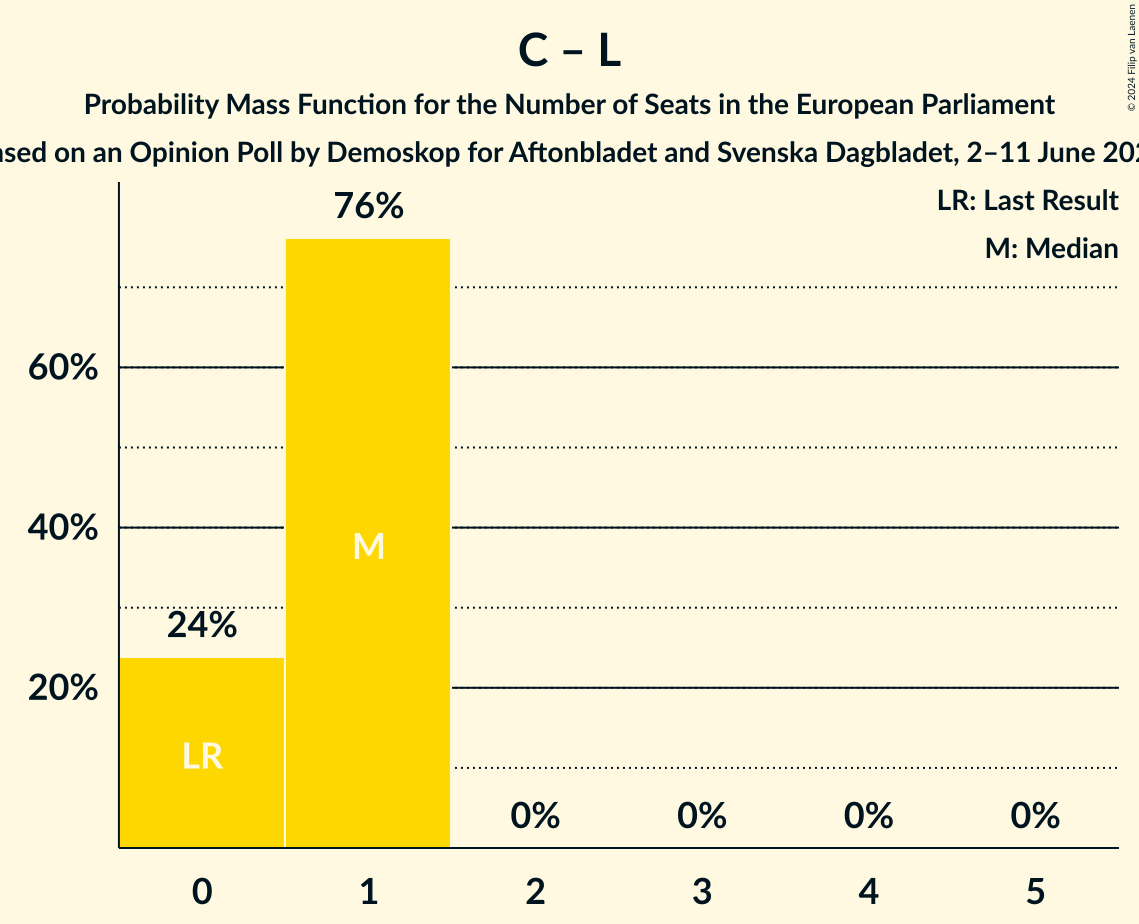 C – L
Probability Mass Function for the Number of Seats in the European Parliament
on an Opinion Poll by Demoskop for Aftonbladet and Svenska Dagbladet, 2–11 June
© 2024 Filip van Laenen
LR: Last Result
M: Median
76%
60%
40%
M
24%
20%
LR
0% 0% 0% 0%
0 1 2 3 4 5